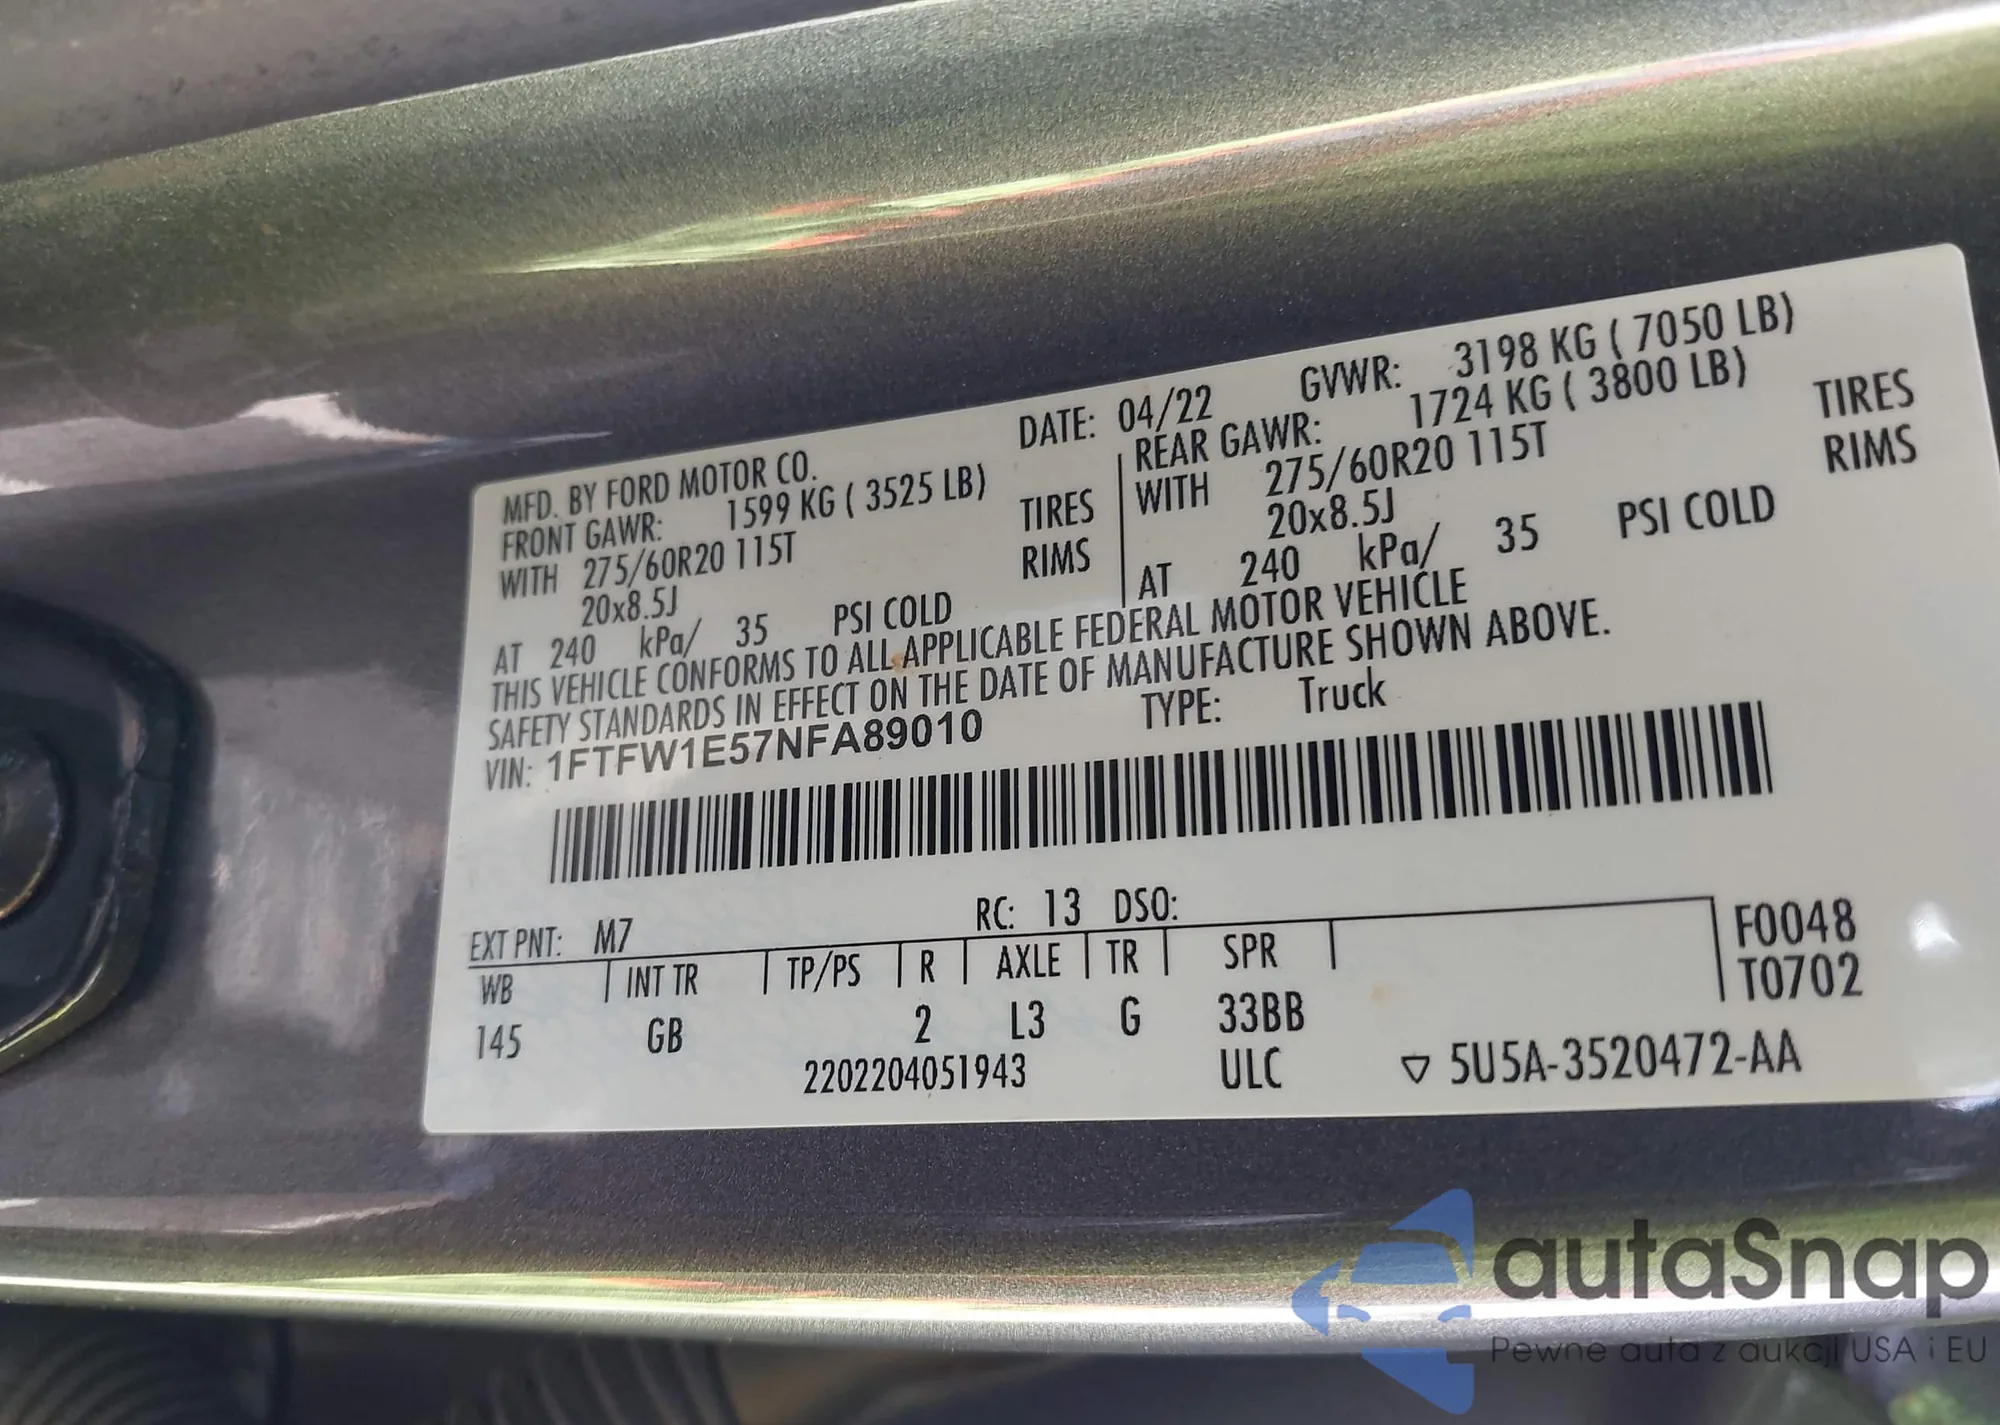 MFD. BY FORD MOTOR CO. DATE: 04/22 GVWR: 3198 KG ( 7050 LB)
FRONT GAWR: 1599 KG ( 3525 LB) REAR GAWR: 1724 KG ( 3800 LB)
WITH 275/60R20 115T TIRES WITH 275/60R20 115T TIRES
20x8.5J RIMS 20x8.5J RIMS
AT 240 kPa/ 35 PSI COLD AT 240 kPa/ 35 PSI COLD
THIS VEHICLE CONFORMS TO ALL APPLICABLE FEDERAL MOTOR VEHICLE
SAFETY STANDARDS IN EFFECT ON THE DATE OF MANUFACTURE SHOWN ABOVE.
VIN: 1FTFW1E57NFA89010 TYPE: Truck
EXT PNT: M7 RC: 13 DSO:
WB INT TR TP/PS R AXLE TR SPR F0048
145 GB 2 L3 G 33BB T0702
2202204051943 ULC ▽ 5U5A-3520472-AA
autaSnap
Pewne auta z aukcji USA i EU